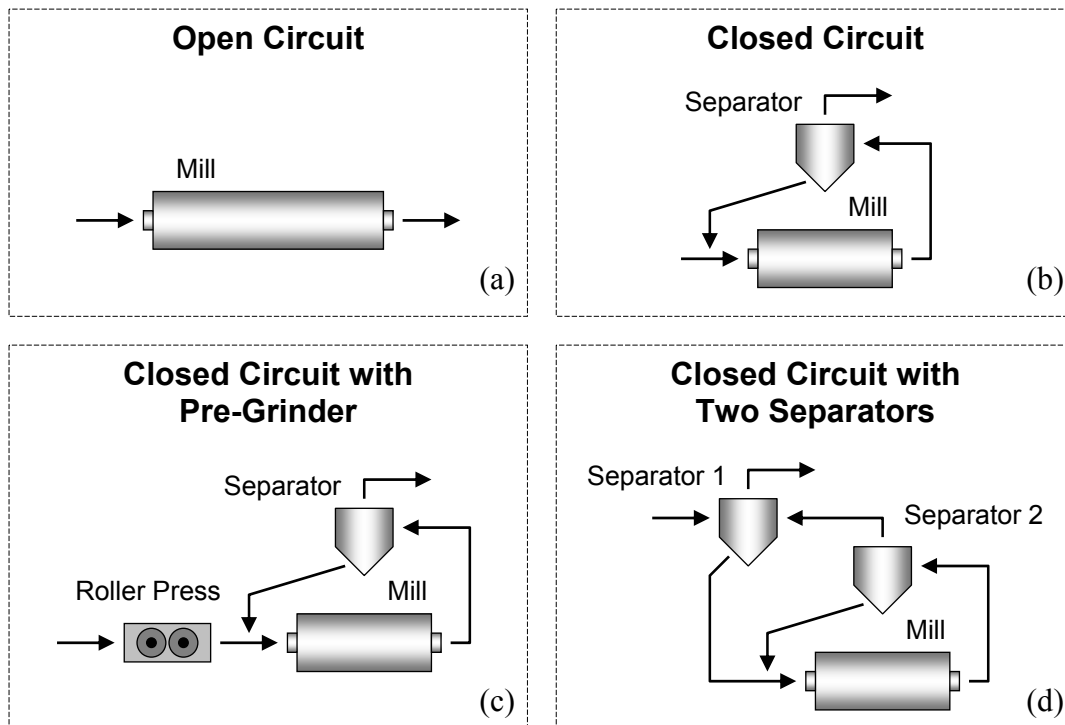 Open Circuit
Mill
(a)
Closed Circuit
Separator
Mill
(b)
Closed Circuit with
Pre-Grinder
Separator
Roller Press
Mill
(c)
Closed Circuit with
Two Separators
Separator 1
Separator 2
Mill
(d)